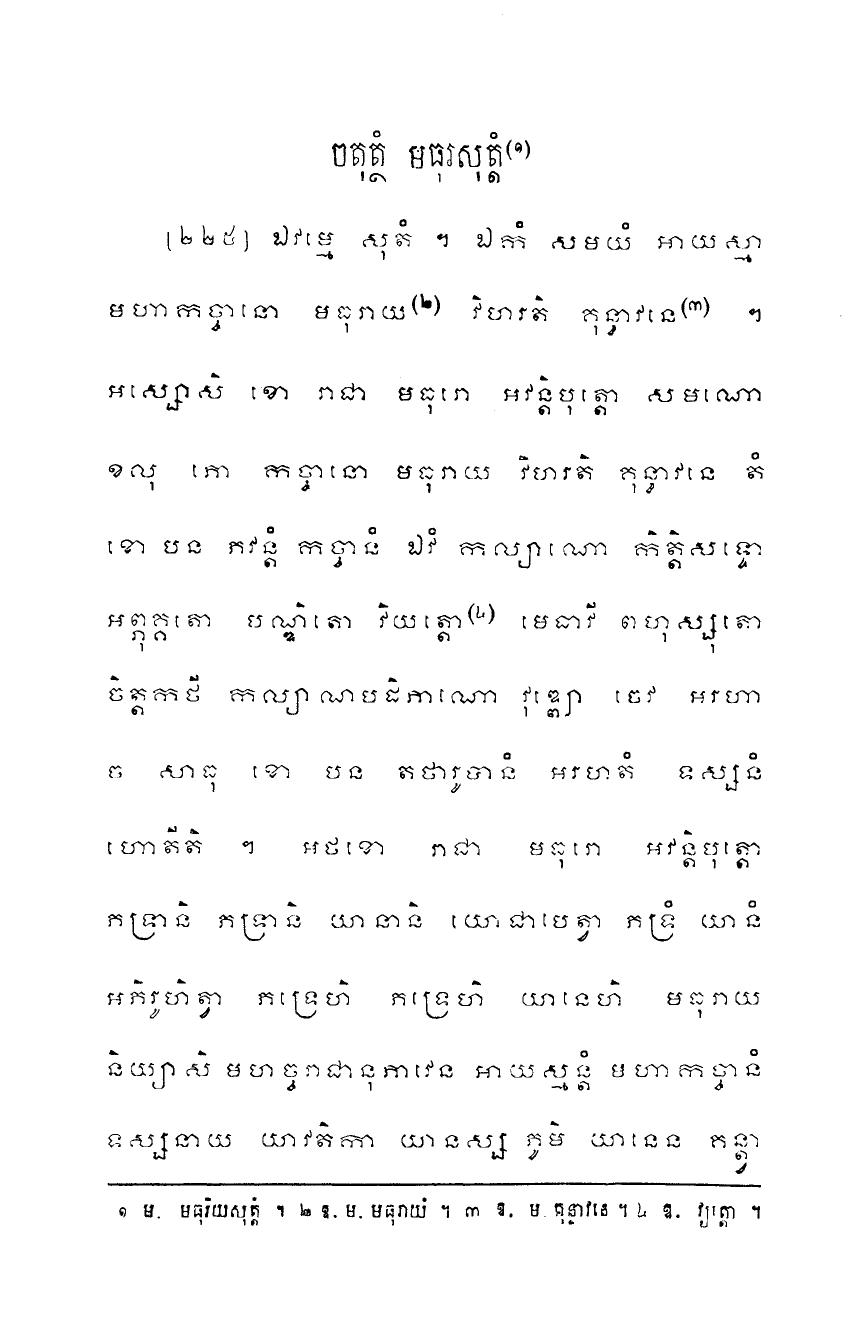 ចតុត្ថំ មធុរសុត្តំ(១)
[២២៥] ឯវម្មេ សុតំ ។ ឯកំ សមយំ អាយស្មា
មហាកច្ចានោ មធុរាយ(២) វិហរតិ កុន្ទាវនេ(៣) ។
អស្សោសិ ខោ រាជា មធុរោ អវន្តិបុត្តោ សមណោ
ខលុ ភោ កច្ចានោ មធុរាយ វិហរតិ កុន្ទាវនេ តំ
ខោ បន ភវន្តំ កច្ចានំ ឯវំ កល្យាណោ កិត្តិសទ្ទោ
អព្ភុគ្គតោ បណ្ឌិតោ វិយត្តោ(៤) មេធាវី ពហុស្សុតោ
ចិត្តកថី កល្យាណបដិភាណោ វុឌ្ឍោ ចេវ អរហា
ច សាធុ ខោ បន តថារូបានំ អរហតំ ទស្សនំ
ហោតីតិ ។ អថខោ រាជា មធុរោ អវន្តិបុត្តោ
ភទ្រានិ ភទ្រានិ យានានិ យោជាបេត្វា ភទ្រំ យានំ
អភិរូហិត្វា ភទ្រេហិ ភទ្រេហិ យានេហិ មធុរាយ
និយ្យាសិ មហច្ចរាជានុភាវេន អាយស្មន្តំ មហាកច្ចានំ
ទស្សនាយ យាវតិកា យានស្ស ភូមិ យានេន គន្ត្វា
១ ម. មធុរិយសុត្តំ ។ ២ ឱ. ម. មធុរាយំ ។ ៣ ឱ. ម. គុន្ទាវនេ ។ ៤ ឱ. វ្យត្តោ ។